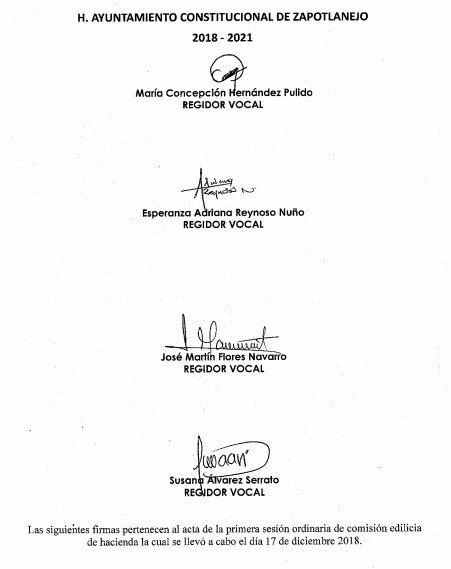 H. AYUNTAMIENTO CONSTITUCIONAL DE ZAPOTLANEJO
2018 - 2021
María Concepción Hernández Pulido
REGIDOR VOCAL
Adriana
Reynoso N.
Esperanza Adriana Reynoso Nuño
REGIDOR VOCAL
José Martín Flores Navarro
REGIDOR VOCAL
Susana Álvarez Serrato
REGIDOR VOCAL
Las siguientes firmas pertenecen al acta de la primera sesión ordinaria de comisión edilicia
de hacienda la cual se llevó a cabo el día 17 de diciembre 2018.